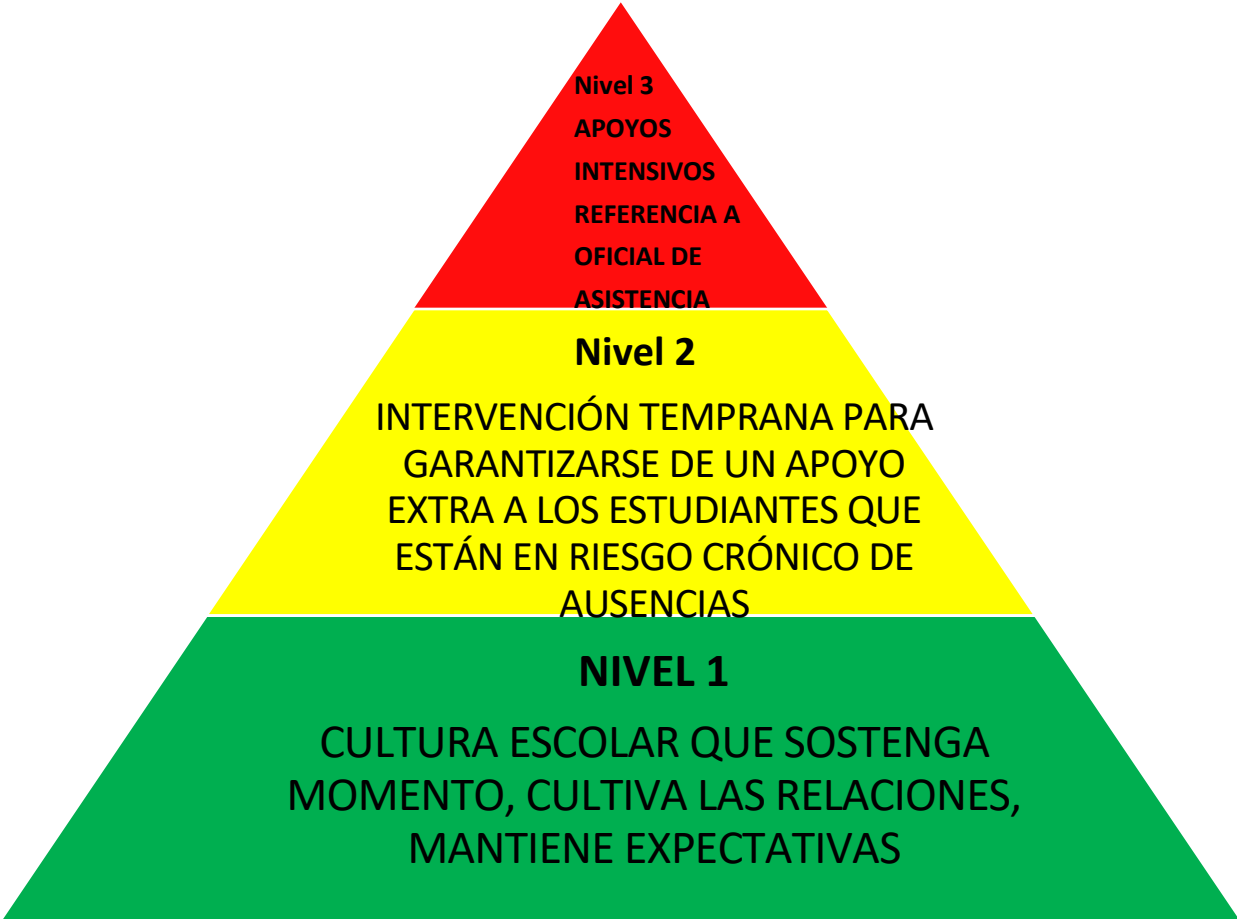 Nivel 3
APOYOS
INTENSIVOS
REFERENCIA A
OFICIAL DE
ASISTENCIA
Nivel 2
INTERVENCIÓN TEMPRANA PARA
GARANTIZARSE DE UN APOYO
EXTRA A LOS ESTUDIANTES QUE
ESTÁN EN RIESGO CRÓNICO DE
AUSENCIAS
NIVEL 1
CULTURA ESCOLAR QUE SOSTENGA
MOMENTO, CULTIVA LAS RELACIONES,
MANTIENE EXPECTATIVAS